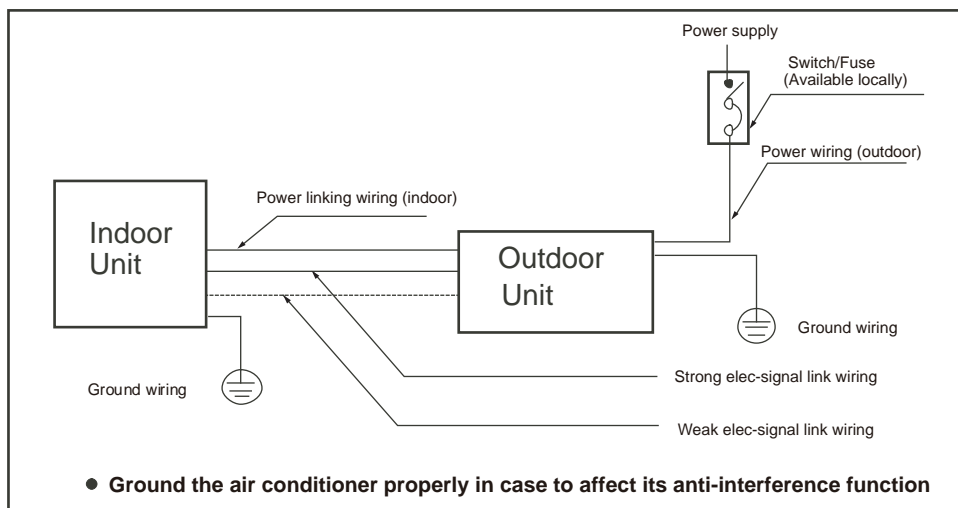 Power supply
Switch/Fuse
(Available locally)
Power wiring (outdoor)
Power linking wiring (indoor)
Indoor
Unit
Outdoor
Unit
Ground wiring
Ground wiring
Strong elec-signal link wiring
Weak elec-signal link wiring
● Ground the air conditioner properly in case to affect its anti-interference function